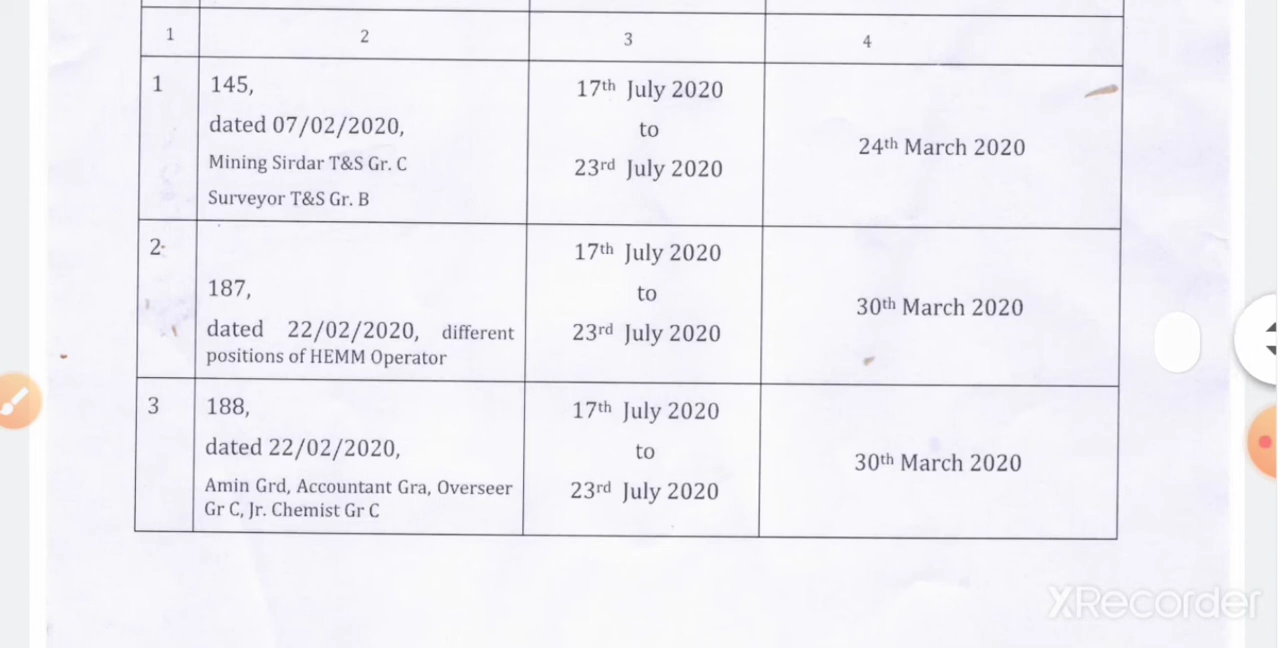 1 2 3 4
1
145,
dated 07/02/2020,
Mining Sirdar T&S Gr. C
Surveyor T&S Gr. B
17th July 2020
to
23rd July 2020
24th March 2020
2-
187,
dated 22/02/2020, different
positions of HEMM Operator
17th July 2020
to
23rd July 2020
30th March 2020
3
188,
dated 22/02/2020,
Amin Grd, Accountant Gra, Overseer
Gr C, Jr. Chemist Gr C
17th July 2020
to
23rd July 2020
30th March 2020
XRecorder